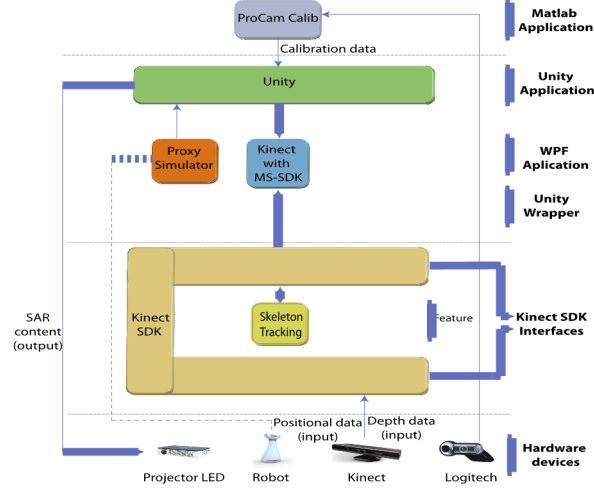 ProCam Calib
Matlab
Application
Calibration data
Unity
Unity
Application
Proxy
Simulator
Kinect
with
MS-SDK
WPF
Aplication
Unity
Wrapper
Kinect
SDK
Skeleton
Tracking
Feature
Kinect SDK
Interfaces
SAR
content
(output)
Positional data
(input)
Depth data
(input)
Projector LED
Robot
Kinect
Logitech
Hardware
devices